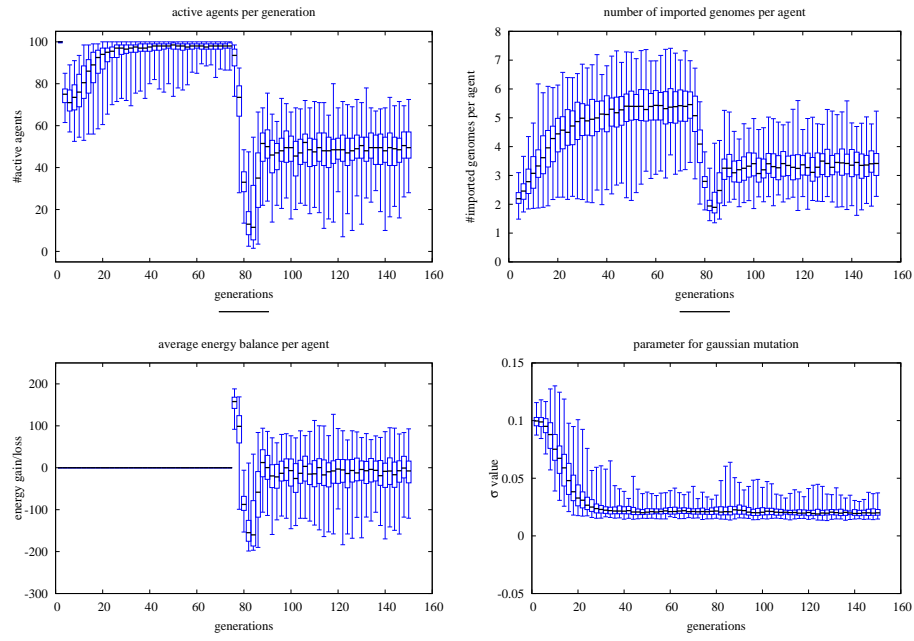 active agents per generation
#active agents
100
80
60
40
20
0
0 20 40 60 80 100 120 140 160
generations
number of imported genomes per agent
#imported genomes per agent
8
7
6
5
4
3
2
1
0
0 20 40 60 80 100 120 140 160
generations
average energy balance per agent
energy gain/loss
200
100
0
-100
-200
-300
0 20 40 60 80 100 120 140 160
generations
parameter for gaussian mutation
σ value
0.15
0.1
0.05
0
-0.05
0 20 40 60 80 100 120 140 160
generations